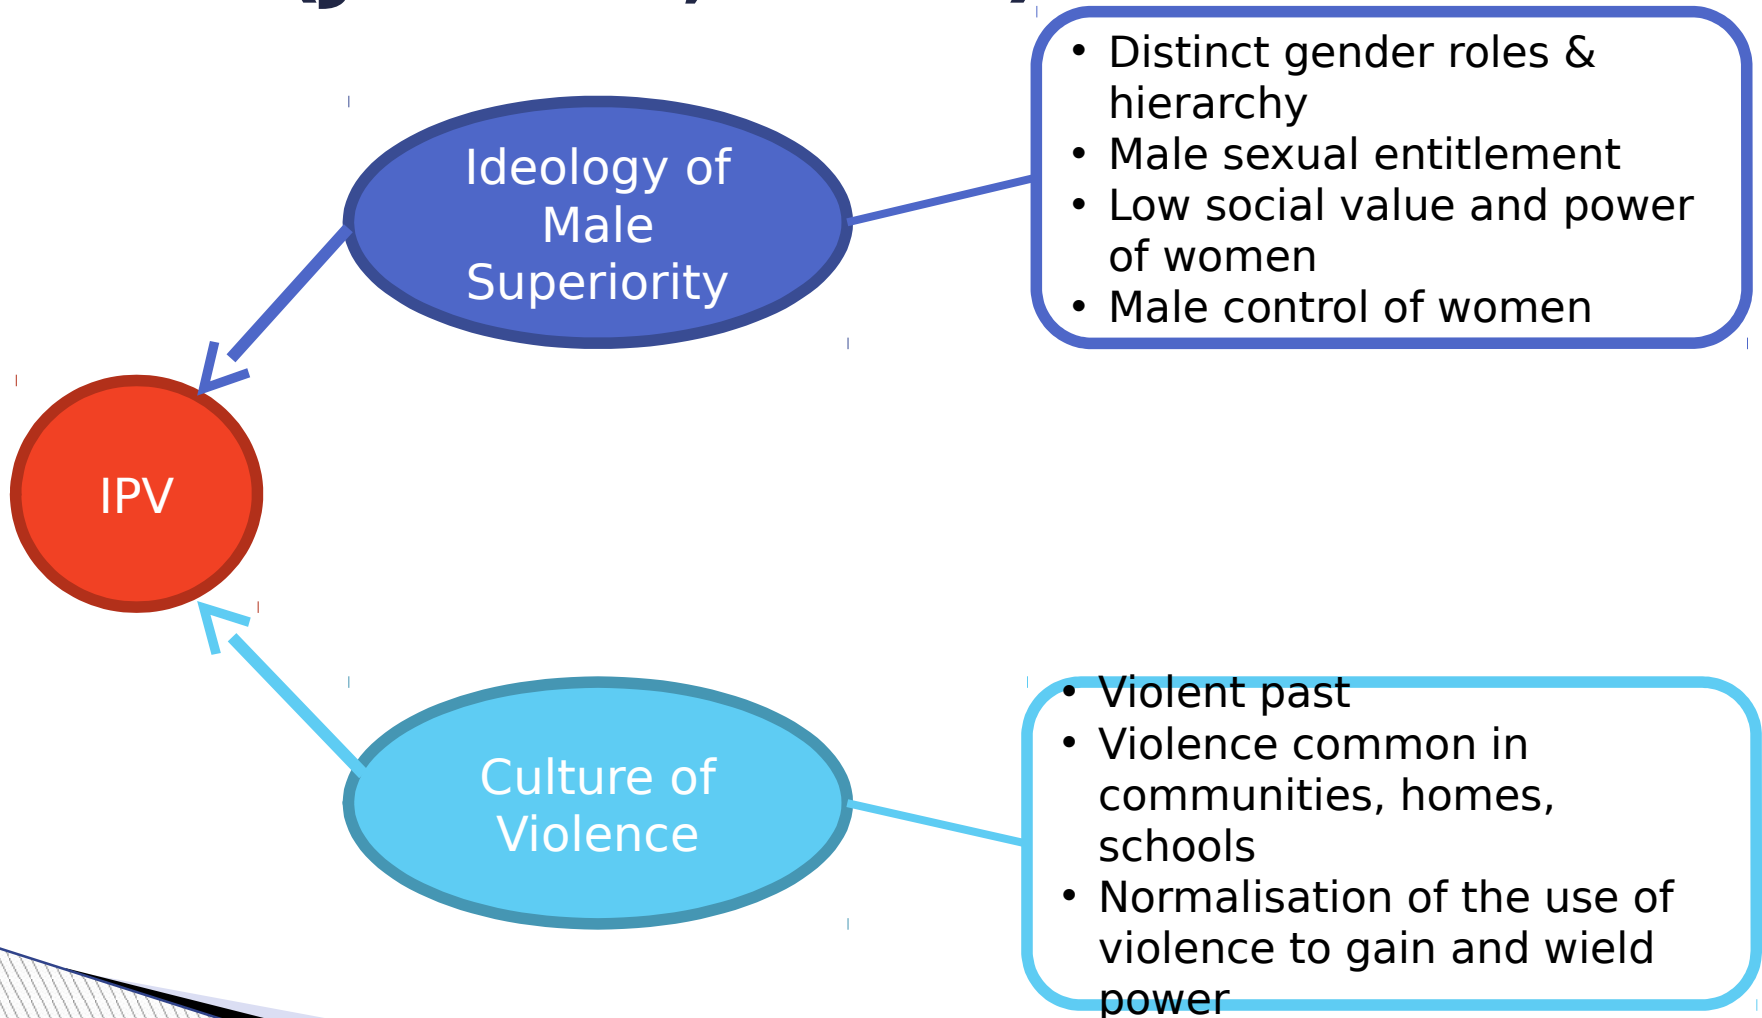 • Distinct gender roles &
hierarchy
• Male sexual entitlement
• Low social value and power
of women
• Male control of women
Ideology of
Male
Superiority
IPV
Culture of
Violence
• Violent past
• Violence common in
communities, homes,
schools
• Normalisation of the use of
violence to gain and wield
power